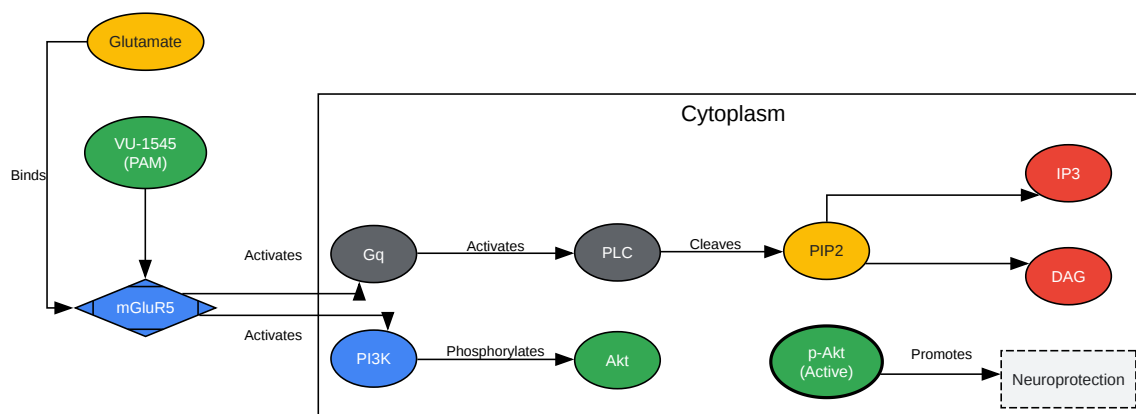 Glutamate
Cytoplasm
VU-1545
(PAM)
Binds
IP3
Activates
Gq
Activates
PLC
Cleaves
PIP2
DAG
mGluR5
Activates
PI3K
Phosphorylates
Akt
p-Akt
(Active)
Promotes
Neuroprotection